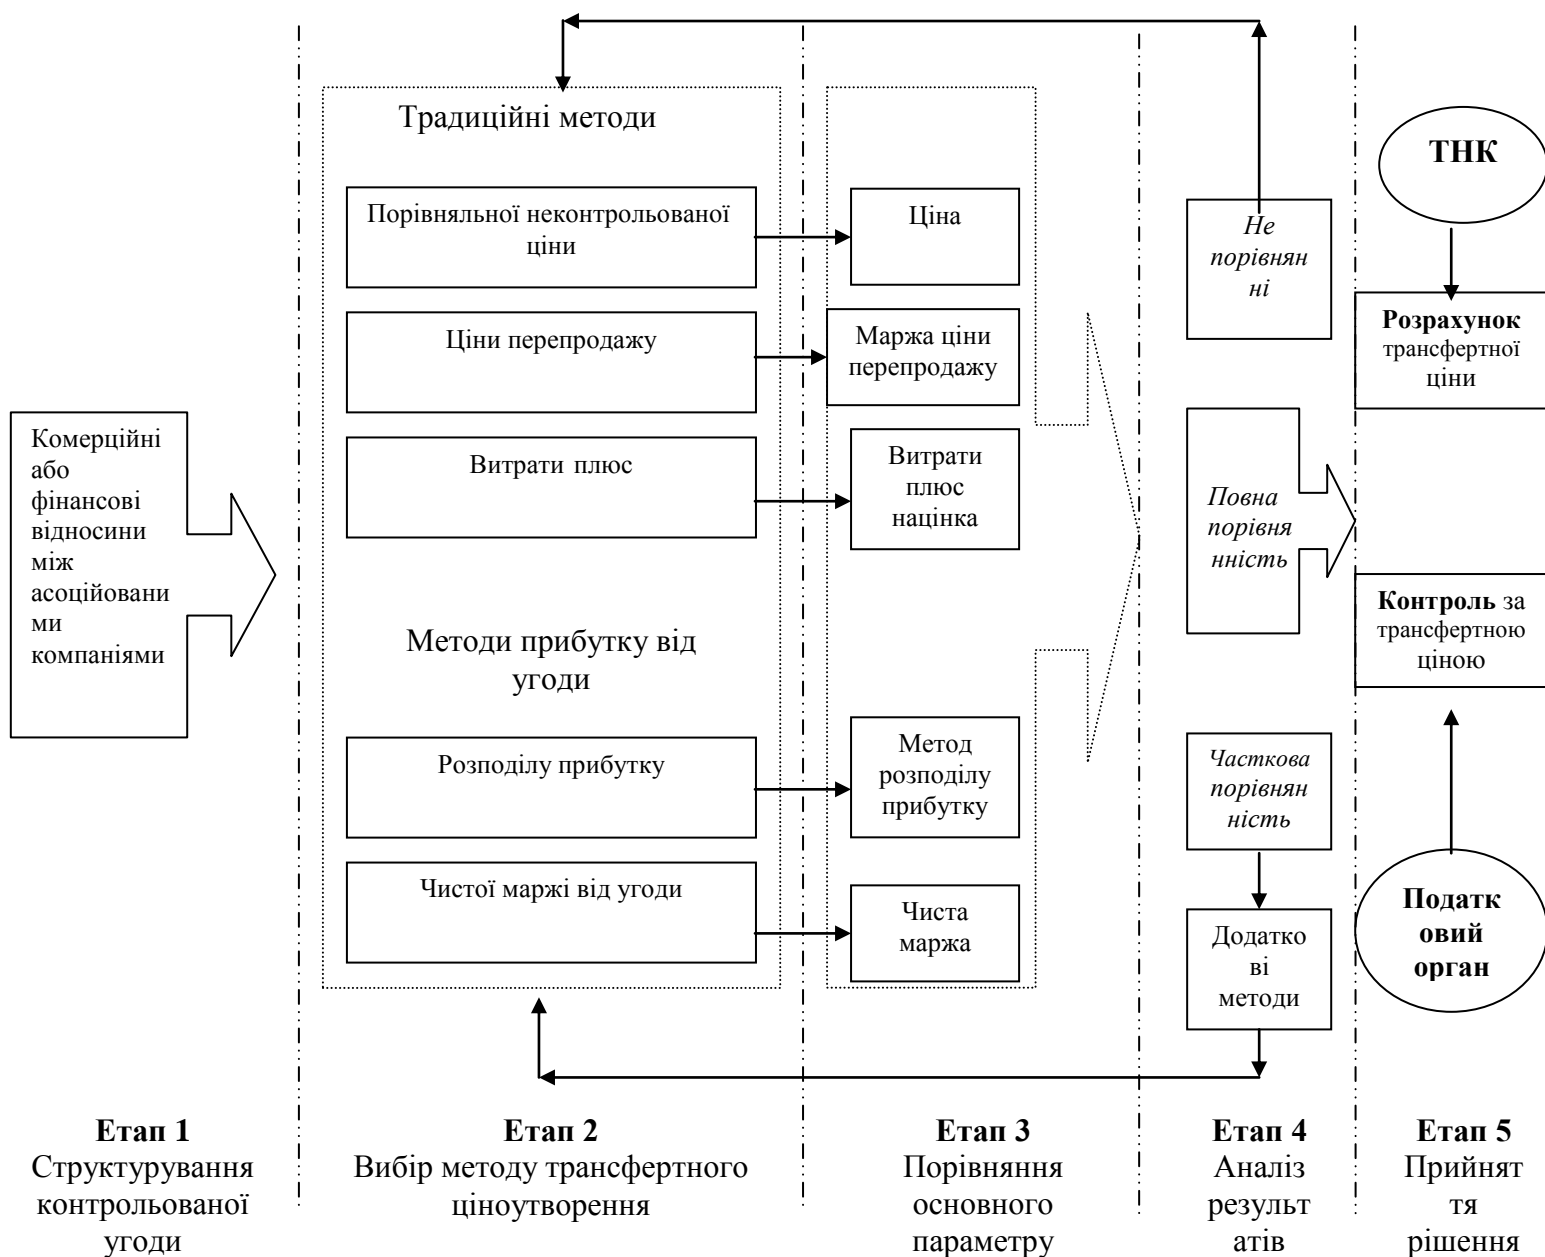 Традиційні методи
Порівняльної неконтрольованої
ціни
Ціни перепродажу
Витрати плюс
Методи прибутку від
угоди
Розподілу прибутку
Чистої маржі від угоди
Комерційні
або
фінансові
відносини
між
асоційовани
ми
компаніями
Ціна
Маржа ціни
перепродажу
Витрати
плюс
націнка
Метод
розподілу
прибутку
Чиста
маржа
Не
порівнян
ні
Повна
порівня
нність
Часткова
порівнян
ність
Додатко
ві
методи
ТНК
Розрахунок
трансфертної
ціни
Контроль за
трансфертною
ціною
Податк
овий
орган
Етап 1
Структурування
контрольованої
угоди
Етап 2
Вибір методу трансфертного
ціноутворення
Етап 3
Порівняння
основного
параметру
Етап 4
Аналіз
результ
атів
Етап 5
Прийнят
тя
рішення